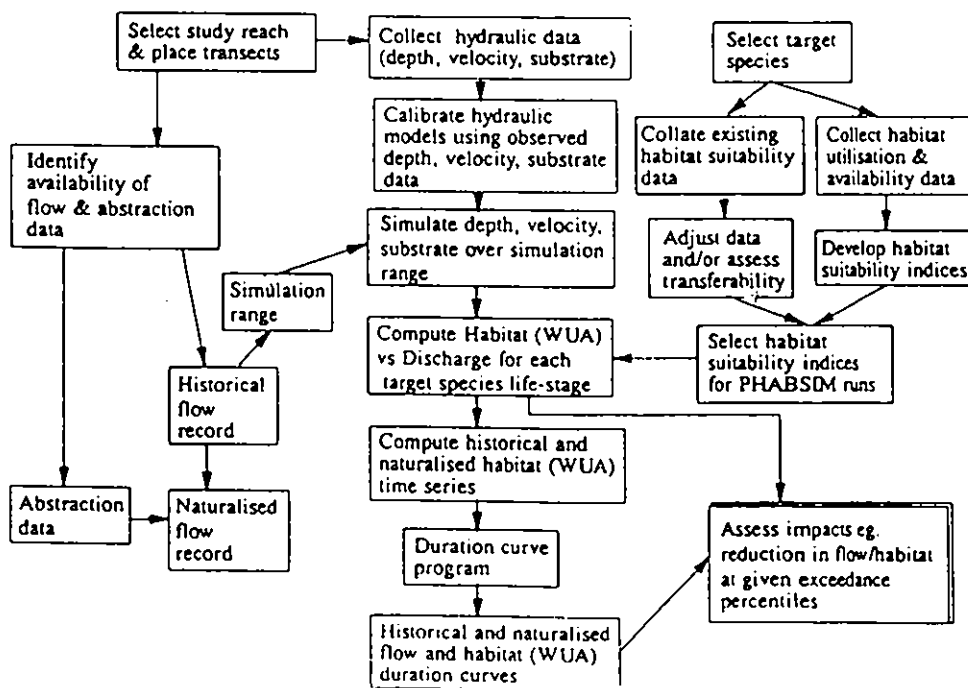 Select study reach
& place transects
Collect hydraulic data
(depth, velocity, substrate)
Select target
species
Calibrate hydraulic
models using observed
depth, velocity, substrate
data
Collate existing
habitat suitability
data
Collect habitat
utilisation &
availability data
Identify
availability of
flow & abstraction
data
Simulate depth, velocity,
substrate over simulation
range
Adjust data
and/or assess
transferability
Develop habitat
suitability indices
Simulation
range
Compute Habitat (WUA)
vs Discharge for each
target species life-stage
Select habitat
suitability indices
for PHABSIM runs
Historical
flow
record
Compute historical and
naturalised habitat (WUA)
time series
Abstraction
data
Naturalised
flow
record
Duration curve
program
Assess impacts eg.
reduction in flow/habitat
at given exceedance
percentiles
Historical and naturalised
flow and habitat (WUA)
duration curves